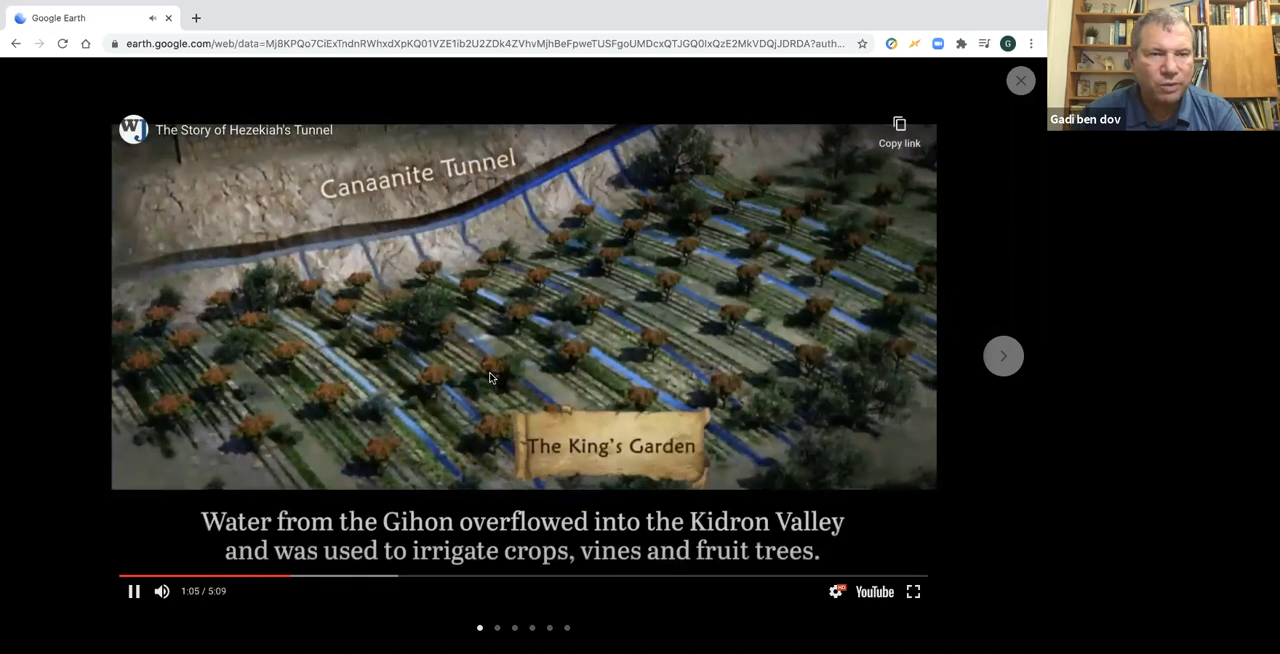 Google Earth
earth.google.com/web/data=Mj8KPQo7CiExTndnRWhxdXpKQ01VZE1ib2U2ZDk4ZVhvMjhBeFpweTUSFgoUMDcxQTJGQ0IxQzE2MkVDQjJDRDA?auth...
G
Gadi ben dov
The Story of Hezekiah's Tunnel
Copy link
Canaanite Tunnel
The King's Garden
Water from the Gihon overflowed into the Kidron Valley
and was used to irrigate crops, vines and fruit trees.
1:05 / 5:09
HD
YouTube